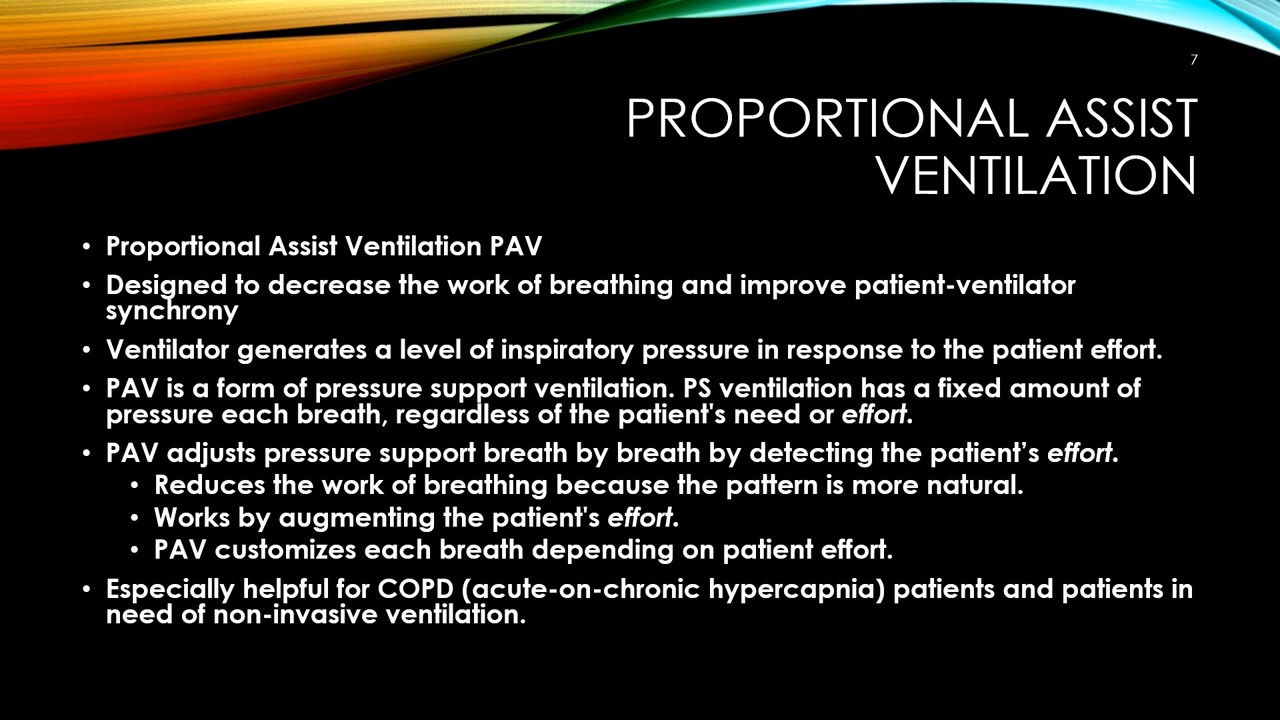 7
PROPORTIONAL ASSIST
VENTILATION
• Proportional Assist Ventilation PAV
• Designed to decrease the work of breathing and improve patient-ventilator
synchrony
• Ventilator generates a level of inspiratory pressure in response to the patient effort.
• PAV is a form of pressure support ventilation. PS ventilation has a fixed amount of
pressure each breath, regardless of the patient's need or effort.
• PAV adjusts pressure support breath by breath by detecting the patient’s effort.
• Reduces the work of breathing because the pattern is more natural.
• Works by augmenting the patient's effort.
• PAV customizes each breath depending on patient effort.
• Especially helpful for COPD (acute-on-chronic hypercapnia) patients and patients in
need of non-invasive ventilation.